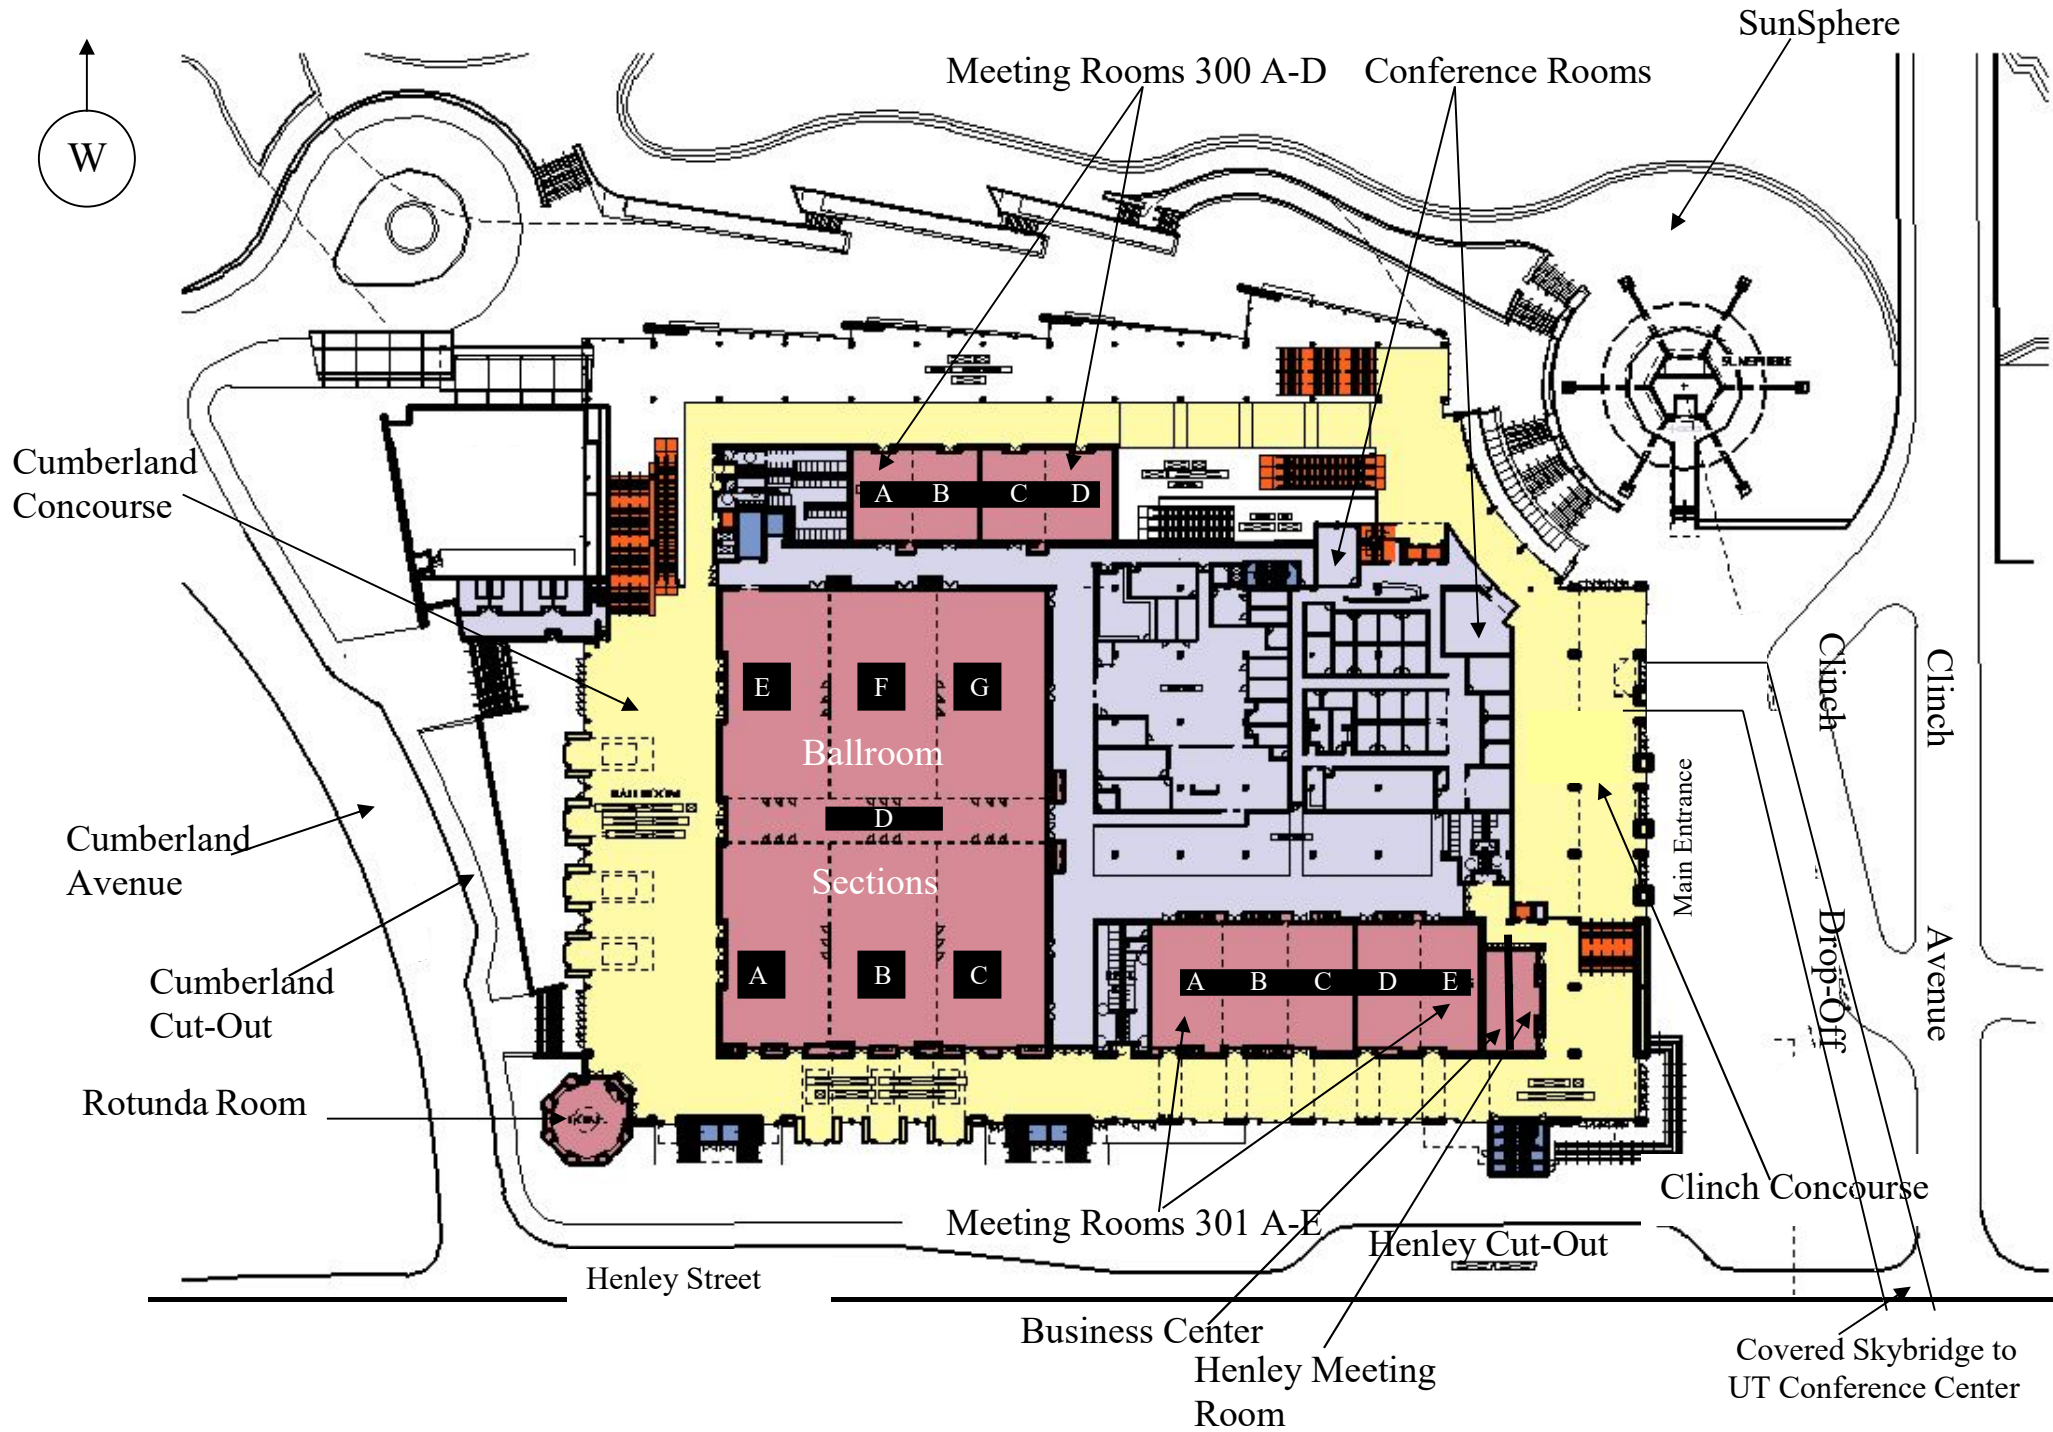 SunSphere
Meeting Rooms 300 A-D
Conference Rooms
W
Cumberland
Concourse
A
B
C
D
E
F
G
Ballroom
D
Sections
A
B
C
Cumberland
Avenue
Cumberland
Cut-Out
Rotunda Room
A
B
C
D
E
Main Entrance
Clinch
Drop-Off
Clinch
Avenue
Clinch Concourse
Meeting Rooms 301 A-E
Henley Cut-Out
Henley Street
Business Center
Henley Meeting
Room
Covered Skybridge to
UT Conference Center